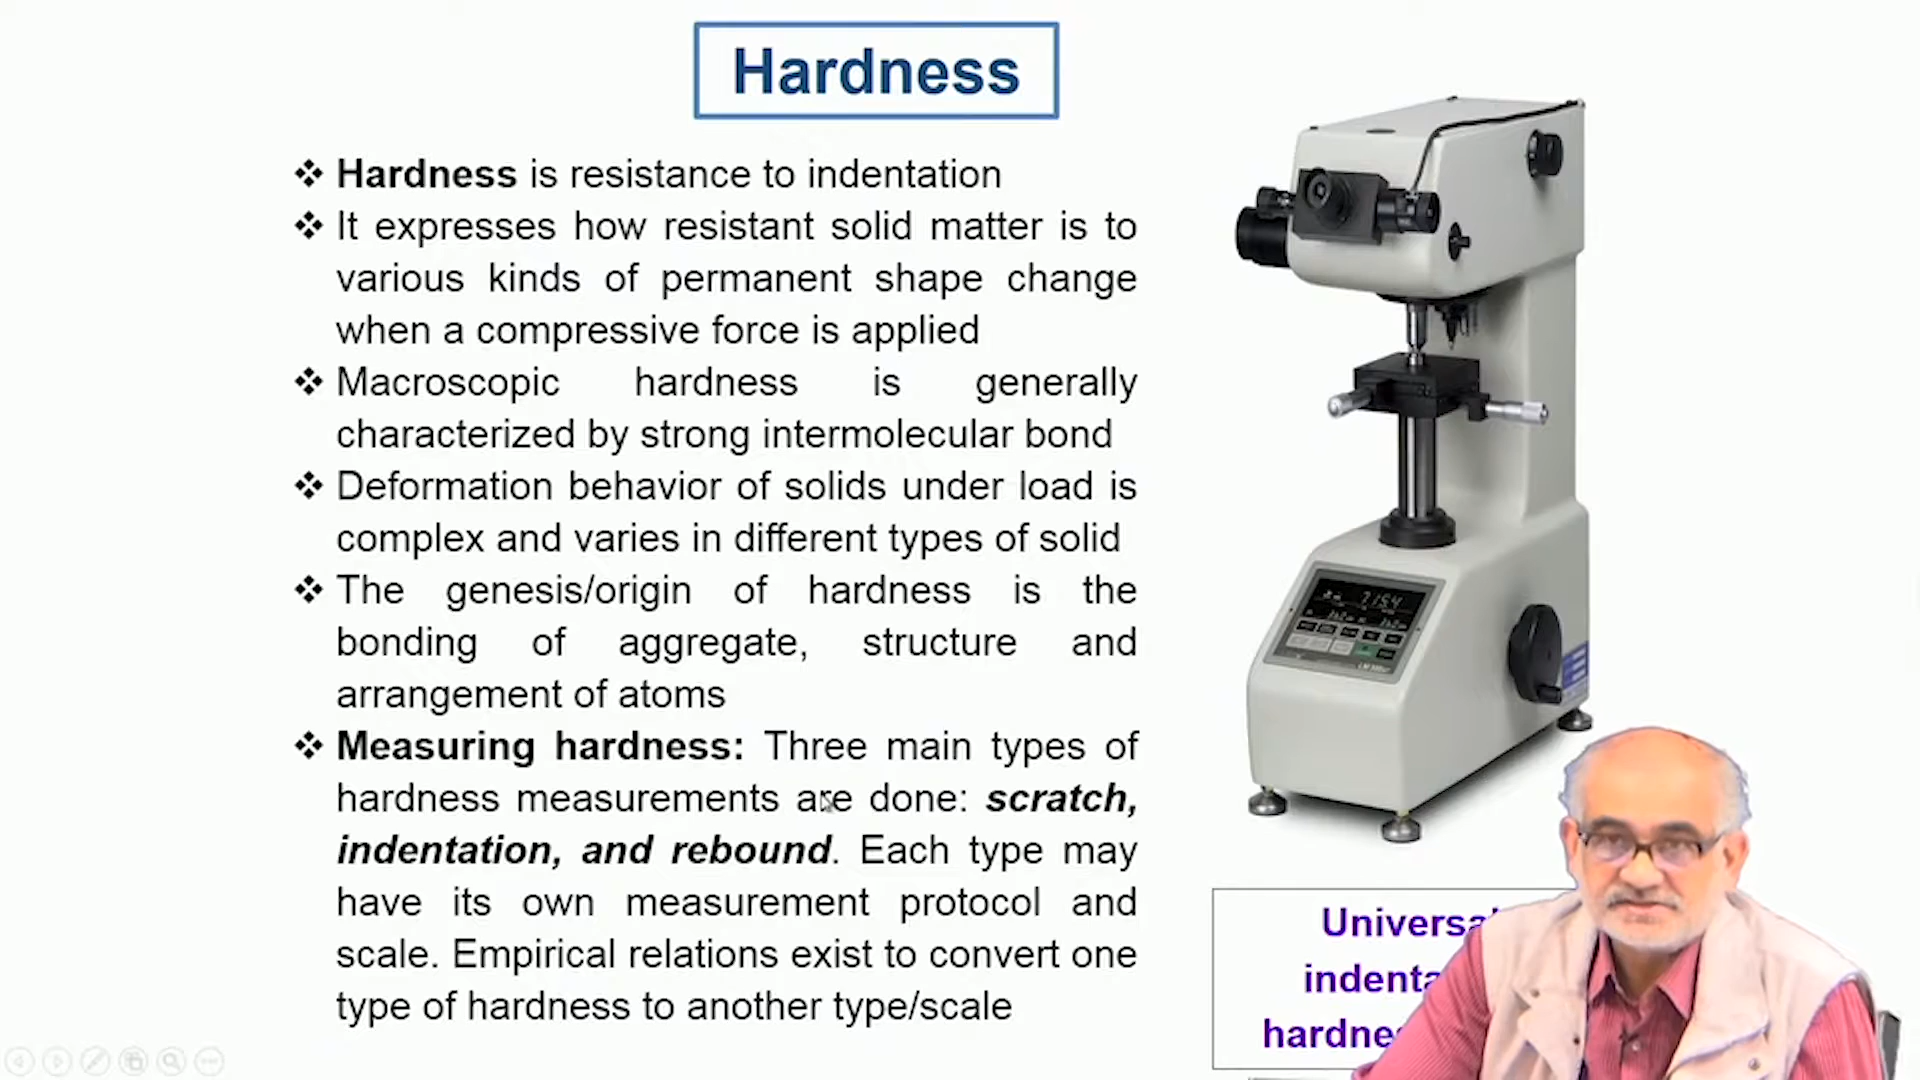 Hardness
❖ Hardness is resistance to indentation
❖ It expresses how resistant solid matter is to
various kinds of permanent shape change
when a compressive force is applied
❖ Macroscopic hardness is generally
characterized by strong intermolecular bond
❖ Deformation behavior of solids under load is
complex and varies in different types of solid
❖ The genesis/origin of hardness is the
bonding of aggregate, structure and
arrangement of atoms
❖ Measuring hardness: Three main types of
hardness measurements are done: scratch,
indentation, and rebound. Each type may
have its own measurement protocol and
scale. Empirical relations exist to convert one
type of hardness to another type/scale
715.4